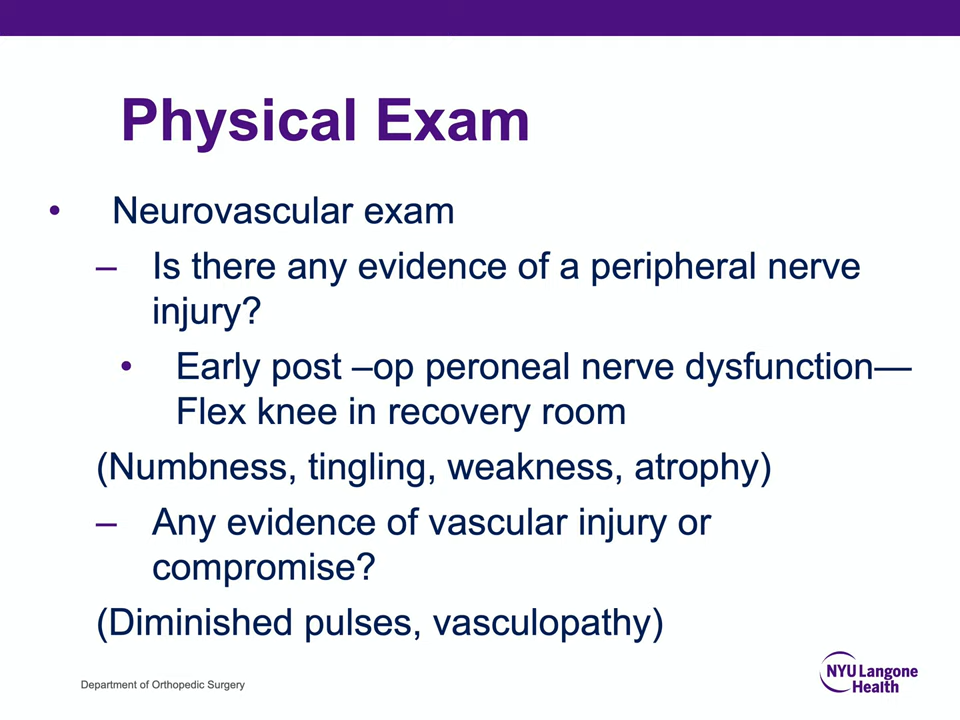 Physical Exam
• Neurovascular exam
– Is there any evidence of a peripheral nerve
injury?
• Early post –op peroneal nerve dysfunction—
Flex knee in recovery room
(Numbness, tingling, weakness, atrophy)
– Any evidence of vascular injury or
compromise?
(Diminished pulses, vasculopathy)
Department of Orthopedic Surgery
NYU Langone
Health